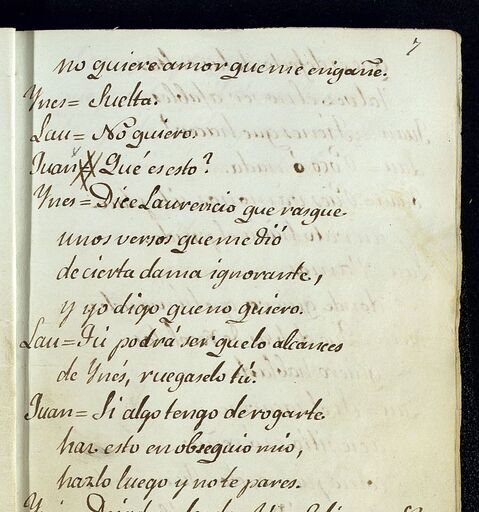 7
no quiere amor que me engañe.
Ynes = Suelta.
Lau = No quiero.
Juan = Qué es esto?
Ynes = Dice Laurencio que rasgue
unos versos que me dió
de cierta dama ignorante,
y yo digo que no quiero.
Lau = Tú podrá ser que lo alcances
de Ynés, ruegaselo tú.
Juan = Si algo tengo de rogarte
haz esto en obsequio mio,
hazlo luego y no te pares.